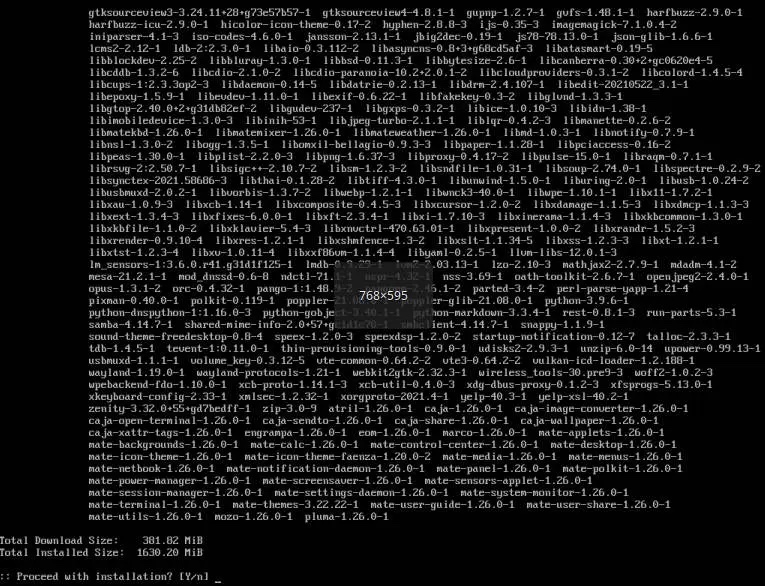 gtksourceview3-3.24.11+28+g73e57b57-1 gtksourceview4-4.8.1-1 gupnp-1.2.7-1 gvfs-1.48.1-1 harfbuzz-2.9.0-1
harfbuzz-icu-2.9.0-1 hicolor-icon-theme-0.17-2 hyphen-2.8.8-3 ijs-0.35-3 imagemagick-7.1.0.4-2
iniparser-4.1-3 iso-codes-4.6.0-1 jansson-2.13.1-1 jbig2dec-0.19-1 js78-78.13.0-1 json-glib-1.6.6-1
lcms2-2.12-1 ldb-2:2.3.0-1 libaio-0.3.112-2 libasyncns-0.8+3+g68cd5af-3 libatasmart-0.19-5
libblockdev-2.25-2 libbluray-1.3.0-1 libbsd-0.11.3-1 libbytesize-2.6-1 libcanberra-0.30+2+gc0620e4-5
libcddb-1.3.2-6 libcdio-2.1.0-2 libcdio-paranoia-10.2+2.0.1-2 libcloudproviders-0.3.1-2 libcolord-1.4.5-4
libcups-1:2.3.3op2-3 libdaemon-0.14-5 libdatrie-0.2.13-1 libdrm-2.4.107-1 libedit-20210522_3.1-1
libepoxy-1.5.9-1 libevdev-1.11.0-1 libexif-0.6.22-1 libfakekey-0.3-2 libglvnd-1.3.3-1
libgtop-2.40.0+2+g31db82ef-2 libgudev-237-1 libgxps-0.3.2-1 libice-1.0.10-3 libidn-1.38-1
libimobiledevice-1.3.0-3 libinih-53-1 libjpeg-turbo-2.1.1-1 liblqr-0.4.2-3 libmanette-0.2.6-2
libmatekbd-1.26.0-1 libmatemixer-1.26.0-1 libmateweather-1.26.0-1 libmd-1.0.3-1 libnotify-0.7.9-1
libnsl-1.3.0-2 libogg-1.3.5-1 libomxil-bellagio-0.9.3-3 libpaper-1.1.28-1 libpciaccess-0.16-2
libpeas-1.30.0-1 libplist-2.2.0-3 libpng-1.6.37-3 libproxy-0.4.17-2 libpulse-15.0-1 libraqm-0.7.1-1
librsvg-2:2.50.7-1 libsigc++-2.10.7-2 libsm-1.2.3-2 libsndfile-1.0.31-1 libsoup-2.74.0-1 libspectre-0.2.9-2
libsynctex-2021.58686-3 libthai-0.1.28-2 libtiff-4.3.0-1 libunwind-1.5.0-1 liburing-2.0-1 libusb-1.0.24-2
libusbmuxd-2.0.2-1 libvorbis-1.3.7-2 libwebp-1.2.1-1 libwnck3-40.0-1 libwpe-1.10.1-1 libx11-1.7.2-1
libxau-1.0.9-3 libxcb-1.14-1 libxcomposite-0.4.5-3 libxcursor-1.2.0-2 libxdamage-1.1.5-3 libxdmcp-1.1.3-3
libxext-1.3.4-3 libxfixes-6.0.0-1 libxft-2.3.4-1 libxi-1.7.10-3 libxinerama-1.1.4-3 libxkbcommon-1.3.0-1
libxkbfile-1.1.0-2 libxklavier-5.4-3 libxnvctrl-470.63.01-1 libxpresent-1.0.0-2 libxrandr-1.5.2-3
libxrender-0.9.10-4 libxres-1.2.1-1 libxshmfence-1.3-2 libxslt-1.1.34-5 libxss-1.2.3-3 libxt-1.2.1-1
libxtst-1.2.3-4 libxv-1.0.11-4 libxxf86vm-1.1.4-4 libyaml-0.2.5-1 llvm-libs-12.0.1-3
lm_sensors-1:3.6.0.r41.g31d1f125-1 lmdb-0.9.29-1 lvm2-2.03.13-1 lzo-2.10-3 mathjax2-2.7.9-1 mdadm-4.1-2
mesa-21.2.1-1 mod_dnssd-0.6-8 ndctl-71.1-1 nspr-4.32-1 nss-3.69-1 oath-toolkit-2.6.7-1 openjpeg2-2.4.0-1
opus-1.3.1-2 orc-0.4.32-1 pango-1:1.48.9-2 2.46.1-2 parted-3.4-2 perl-parse-yapp-1.21-4
pixman-0.40.0-1 polkit-0.119-1 poppler-21.08.0-1 poppler-glib-21.08.0-1 python-3.9.6-1
python-dnspython-1:1.16.0-3 python-gobject-3.40.1-1 python-markdown-3.3.4-1 rest-0.8.1-3 run-parts-5.3-1
samba-4.14.7-1 shared-mime-info-2.0+57+gc1d1c70-1 smbclient-4.14.7-1 snappy-1.1.9-1
sound-theme-freedesktop-0.8-4 speex-1.2.0-3 speexdsp-1.2.0-2 startup-notification-0.12-7 talloc-2.3.3-1
tdb-1.4.5-1 tevent-1:0.11.0-1 thin-provisioning-tools-0.9.0-1 udisks2-2.9.3-1 unzip-6.0-14 upower-0.99.13-1
usbmuxd-1.1.1-1 volume_key-0.3.12-5 vte-common-0.64.2-2 vte3-0.64.2-2 vulkan-icd-loader-1.2.188-1
wayland-1.19.0-1 wayland-protocols-1.21-1 webkit2gtk-2.32.3-1 wireless_tools-30.pre9-3 woff2-1.0.2-3
wpebackend-fdo-1.10.0-1 xcb-proto-1.14.1-3 xcb-util-0.4.0-3 xdg-dbus-proxy-0.1.2-3 xfsprogs-5.13.0-1
xkeyboard-config-2.33-1 xmlsec-1.2.32-1 xorgproto-2021.4-1 yelp-40.3-1 yelp-xsl-40.2-1
zenity-3.32.0+55+gd7bedff-1 zip-3.0-9 atril-1.26.0-1 caja-1.26.0-1 caja-image-converter-1.26.0-1
caja-open-terminal-1.26.0-1 caja-sendto-1.26.0-1 caja-share-1.26.0-1 caja-wallpaper-1.26.0-1
caja-xattr-tags-1.26.0-1 engrampa-1.26.0-1 eom-1.26.0-1 marco-1.26.0-1 mate-applets-1.26.0-1
mate-backgrounds-1.26.0-1 mate-calc-1.26.0-1 mate-control-center-1.26.0-1 mate-desktop-1.26.0-1
mate-icon-theme-1.26.0-1 mate-icon-theme-faenza-1.20.0-2 mate-media-1.26.0-1 mate-menus-1.26.0-1
mate-netbook-1.26.0-1 mate-notification-daemon-1.26.0-1 mate-panel-1.26.0-1 mate-polkit-1.26.0-1
mate-power-manager-1.26.0-1 mate-screensaver-1.26.0-1 mate-sensors-applet-1.26.0-1
mate-session-manager-1.26.0-1 mate-settings-daemon-1.26.0-1 mate-system-monitor-1.26.0-1
mate-terminal-1.26.0-1 mate-themes-3.22.22-1 mate-user-guide-1.26.0-1 mate-user-share-1.26.0-1
mate-utils-1.26.0-1 mozo-1.26.0-1 pluma-1.26.0-1
768×595
Total Download Size: 381.82 MiB
Total Installed Size: 1630.20 MiB
:: Proceed with installation? [Y/n] _